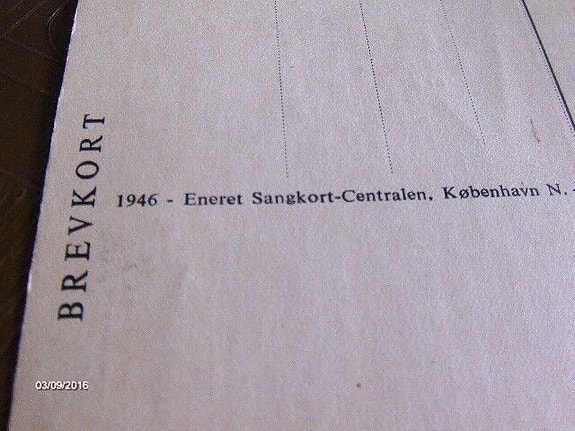 BREVKORT
1946 - Eneret Sangkort-Centralen, København N. -
03/09/2016